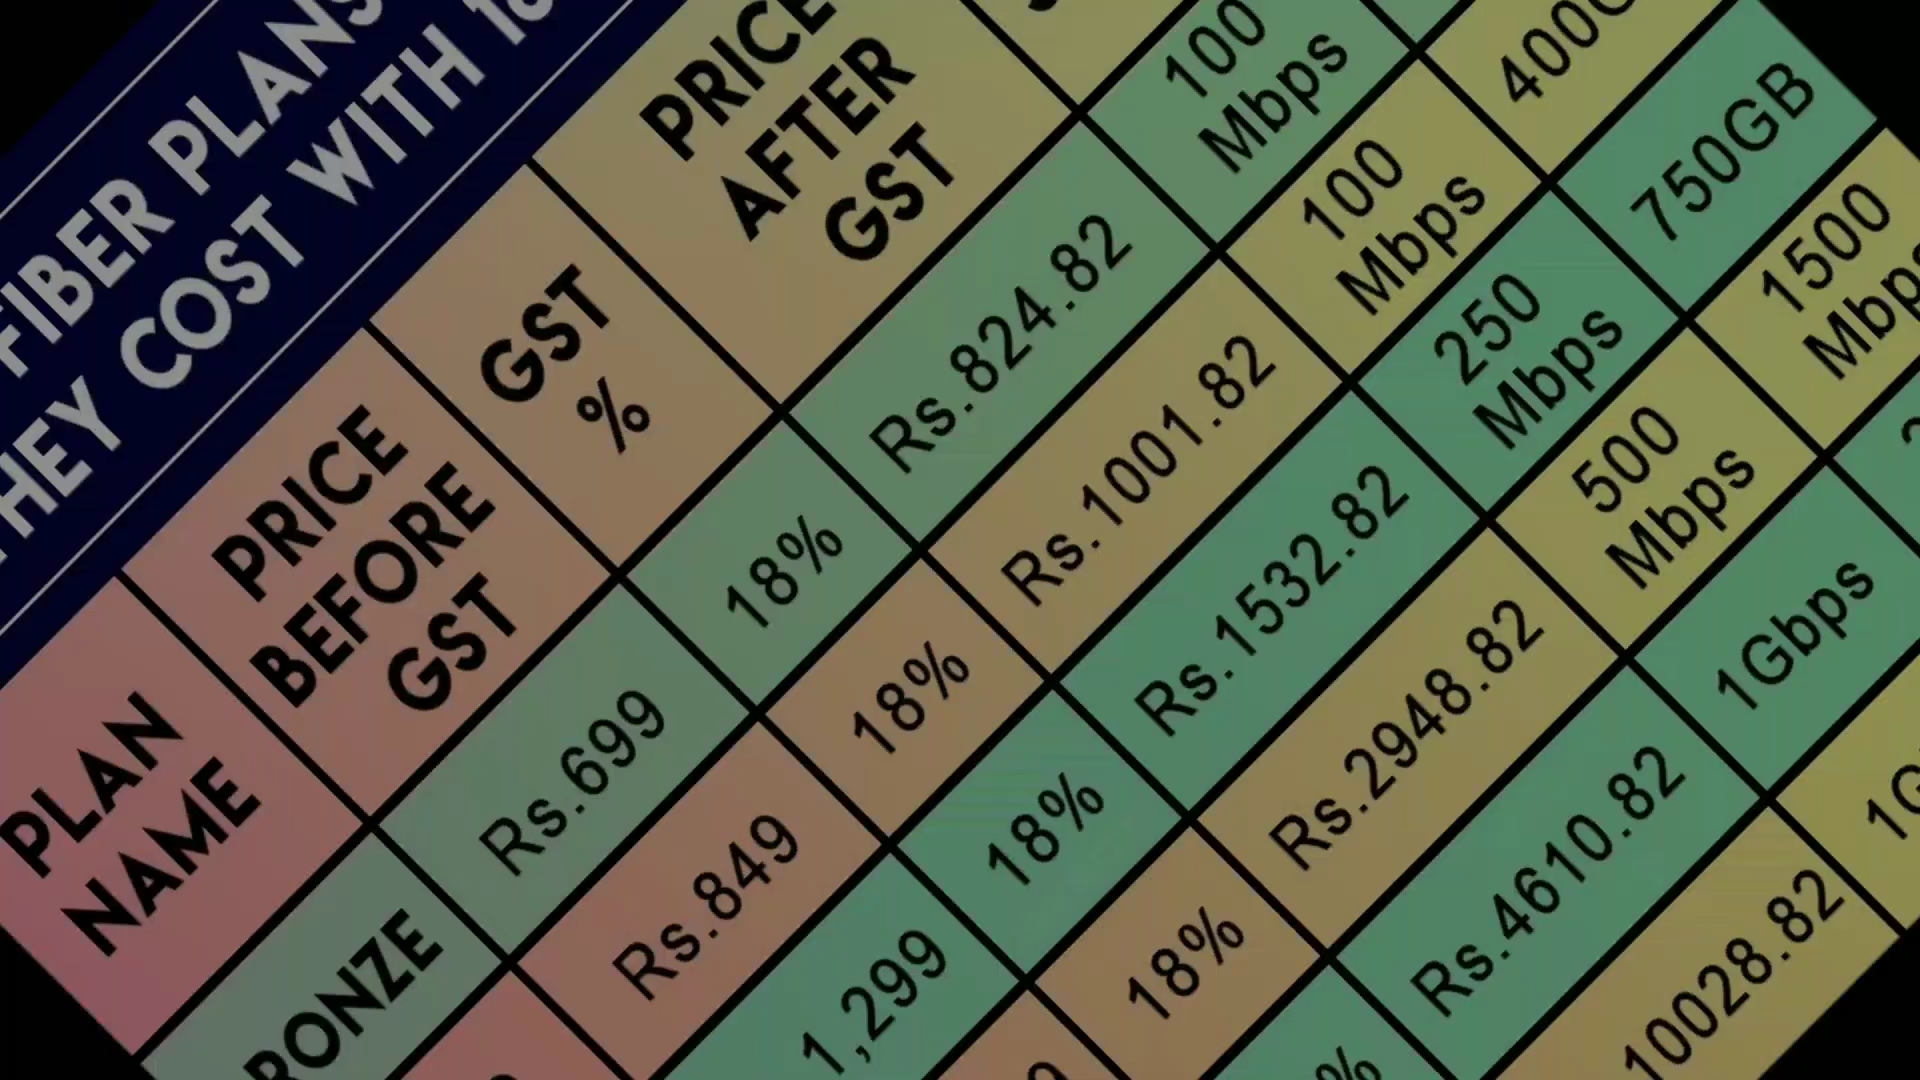 FIBER PLANS
HEY COST WITH 18
PLAN
NAME
PRICE
BEFORE
GST
GST
%
PRICE
AFTER
GST
RONZE
Rs.699
18%
Rs.824.82
100
Mbps
Rs.849
18%
Rs.1001.82
100
Mbps
1,299
18%
Rs.1532.82
250
Mbps
750GB
18%
Rs.2948.82
500
Mbps
1500
Mbps
%
Rs.4610.82
1Gbps
10028.82